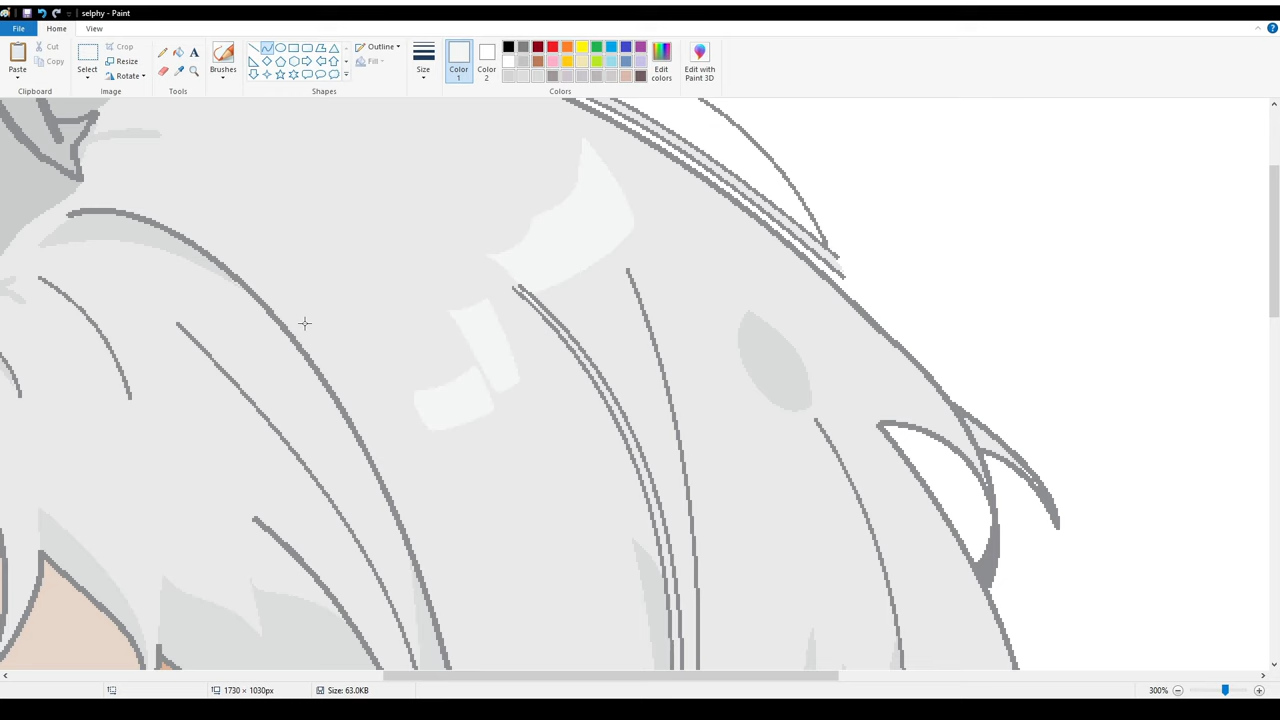 selphy - Paint
File Home View
Paste
Cut
Copy
Clipboard
Select
Crop
Resize
Rotate
Image
A
Tools
Brushes
Outline
Fill
Shapes
Size
Color 1
Color 2
Edit colors
Colors
Edit with Paint 3D
1730 × 1030px
Size: 63.0KB
300%